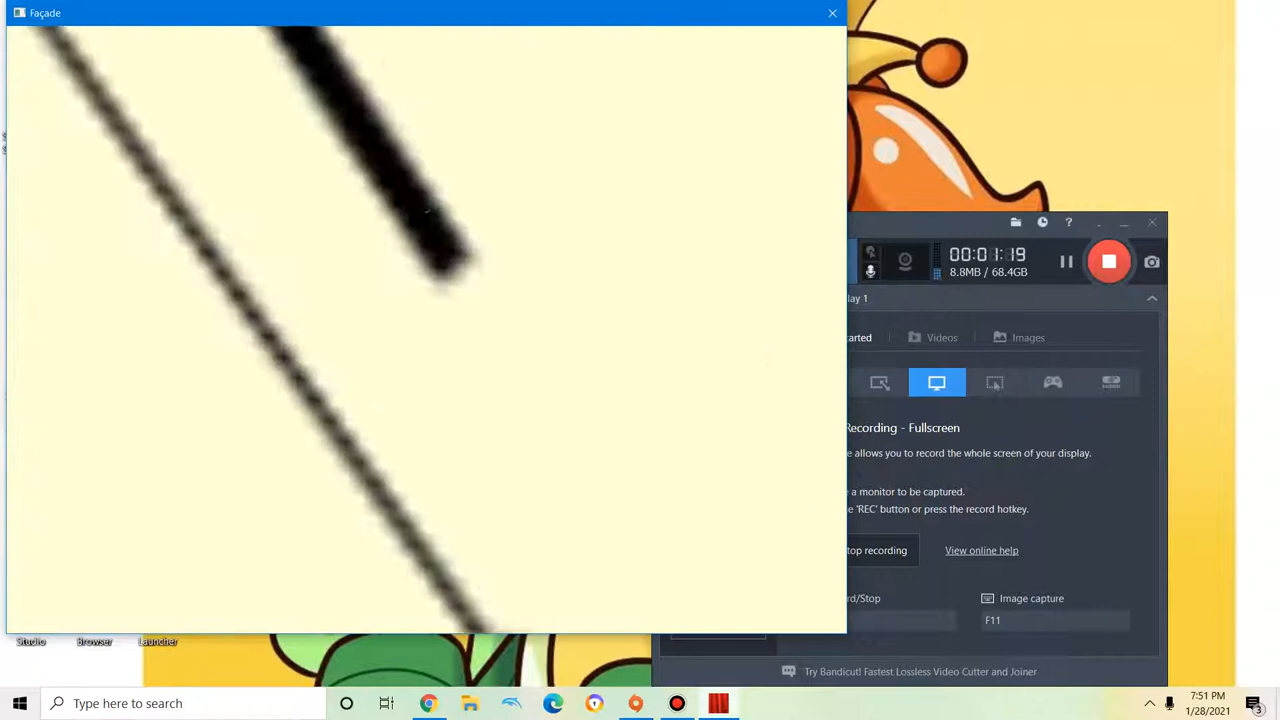 Façade
00:01:19
8.8MB / 68.4GB
lay 1
arted
Videos
Images
Recording - Fullscreen
e allows you to record the whole screen of your display.
e a monitor to be captured.
e 'REC' button or press the record hotkey.
top recording
View online help
rd/Stop
Image capture
F11
Try Bandicut! Fastest Lossless Video Cutter and Joiner
Studio
Browser
Launcher
Type here to search
7:51 PM
1/28/2021
3